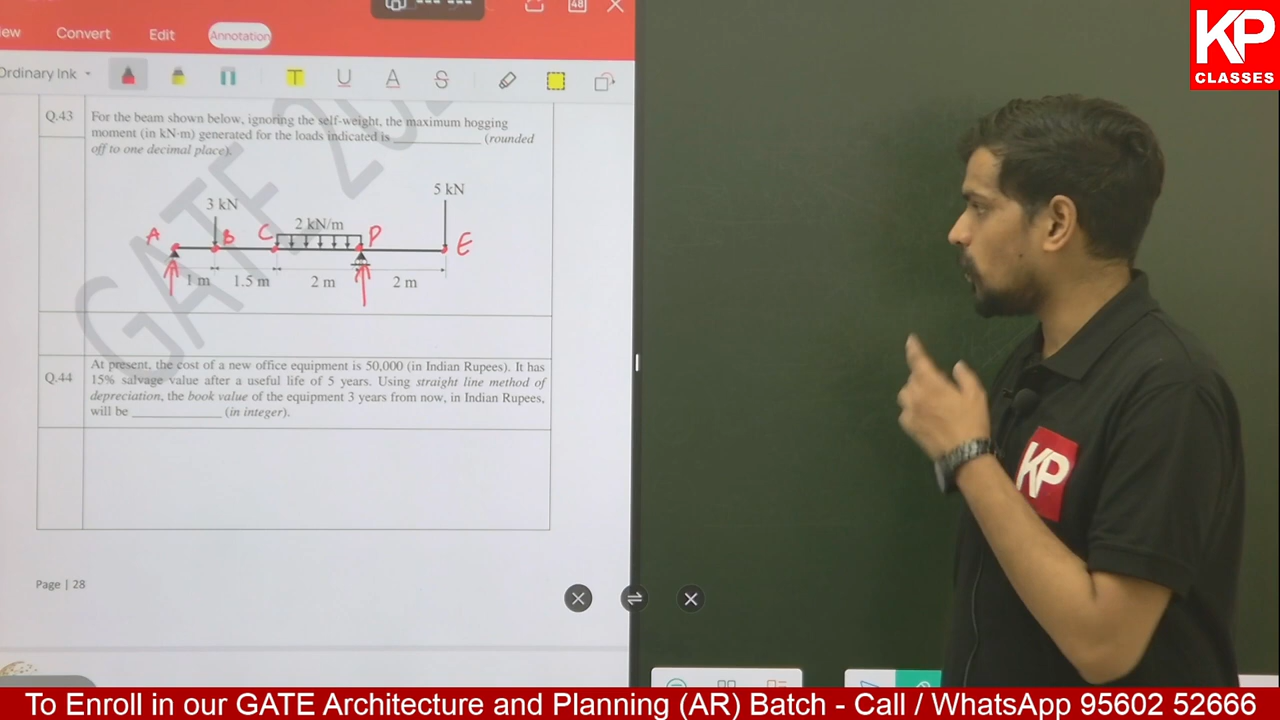 KP
CLASSES
Convert Edit Annotation
Ordinary Ink
48
T U A S
Q.43 For the beam shown below, ignoring the self-weight, the maximum hogging
moment (in kN-m) generated for the loads indicated is ____________ (rounded
off to one decimal place).
5 kN
3 kN
2 kN/m
A B C D E
1 m 1.5 m 2 m 2 m
Q.44 At present, the cost of a new office equipment is 50,000 (in Indian Rupees). It has
15% salvage value after a useful life of 5 years. Using straight line method of
depreciation, the book value of the equipment 3 years from now, in Indian Rupees,
will be ____________ (in integer).
Page | 28
KP
To Enroll in our GATE Architecture and Planning (AR) Batch - Call / WhatsApp 95602 52666